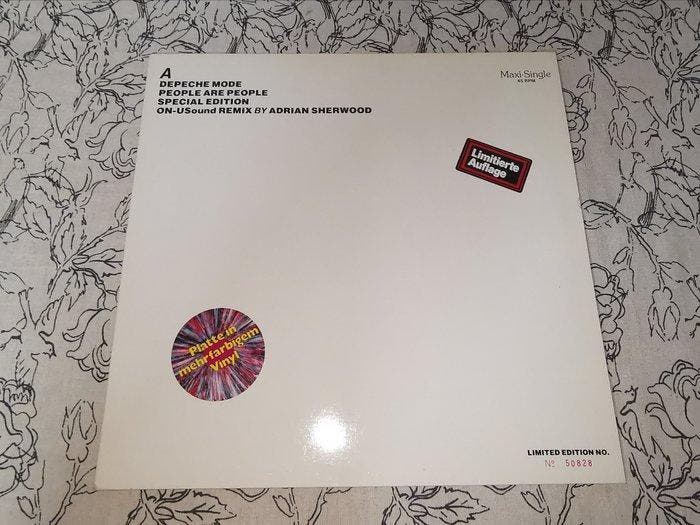 A
DEPECHE MODE
PEOPLE ARE PEOPLE
SPECIAL EDITION
ON-USound REMIX BY ADRIAN SHERWOOD
Maxi-Single
45 RPM
Limitierte
Auflage
Platte in
mehrfarbigem
Vinyl
LIMITED EDITION NO.
Nº 50828